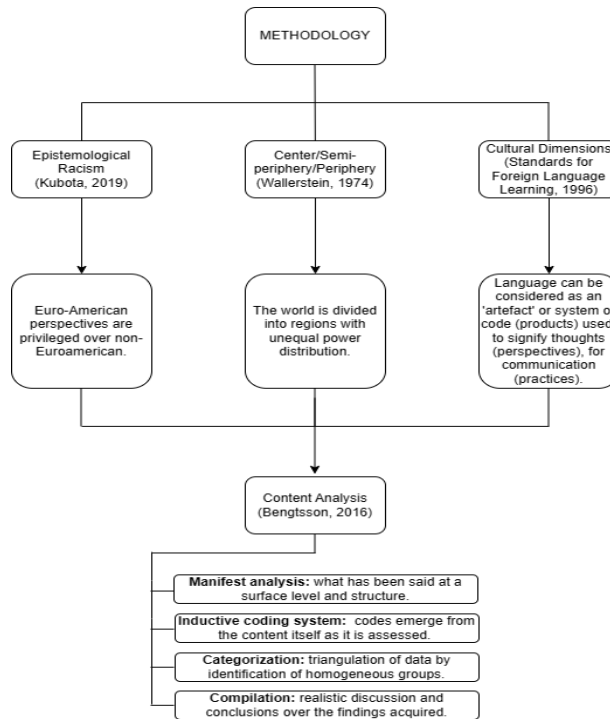 METHODOLOGY
Epistemological
Racism
(Kubota, 2019)
Center/Semi-
periphery/Periphery
(Wallerstein, 1974)
Cultural Dimensions
(Standards for
Foreign Language
Learning, 1996)
Euro-American
perspectives are
privileged over non-
Euroamerican.
The world is divided
into regions with
unequal power
distribution.
Language can be
considered as an
'artefact' or system o
code (products) used
to signify thoughts
(perspectives), for
communication
(practices).
Content Analysis
(Bengtsson, 2016)
Manifest analysis: what has been said at a
surface level and structure.
Inductive coding system: codes emerge from
the content itself as it is assessed.
Categorization: triangulation of data by
identification of homogeneous groups.
Compilation: realistic discussion and
conclusions over the findings acquired.